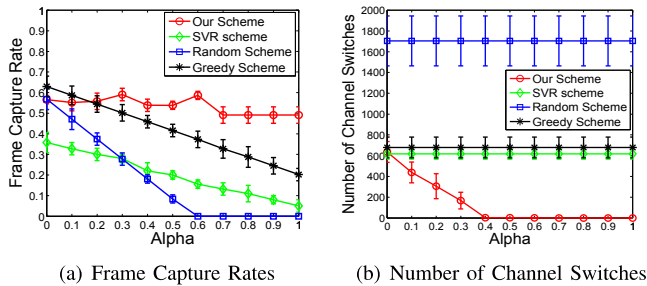 1
0.9
0.8
0.7
0.6
0.5
0.4
0.3
0.2
0.1
0
Frame Capture Rate
Our Scheme
SVR scheme
Random Scheme
Greedy Scheme
0 0.1 0.2 0.3 0.4 0.5 0.6 0.7 0.8 0.9 1
Alpha
(a) Frame Capture Rates
2000
1800
1600
1400
1200
1000
800
600
400
200
0
Number of Channel Switches
Our Scheme
SVR scheme
Random Scheme
Greedy Scheme
0 0.1 0.2 0.3 0.4 0.5 0.6 0.7 0.8 0.9 1
Alpha
(b) Number of Channel Switches